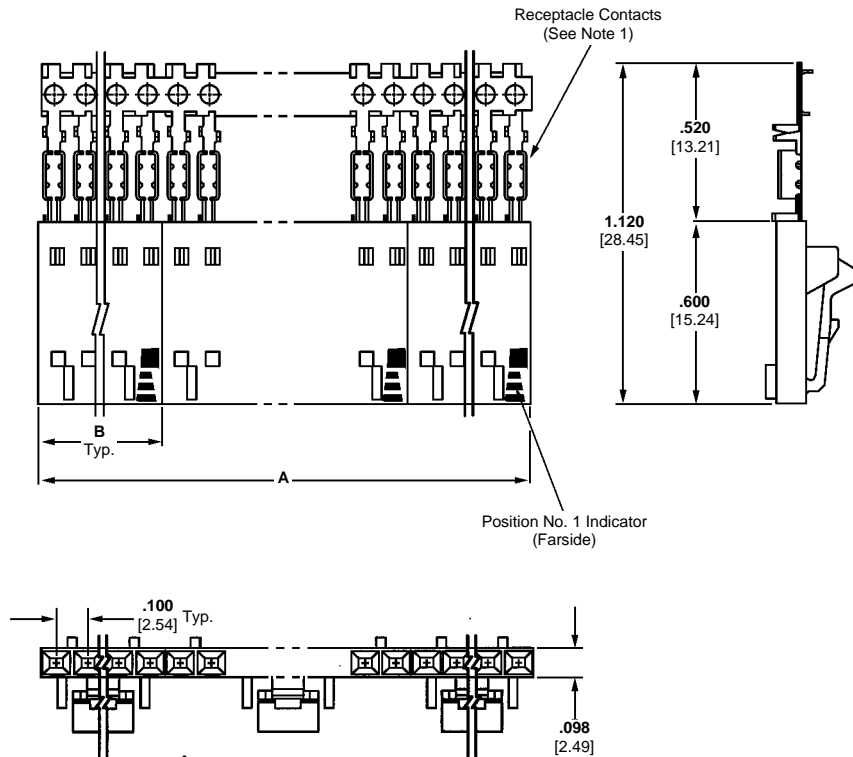 Receptacle Contacts
(See Note 1)
.520
[13.21]
1.120
[28.45]
.600
[15.24]
B
Typ.
A
Position No. 1 Indicator
(Farside)
.100
[2.54] Typ.
.098
[2.49]